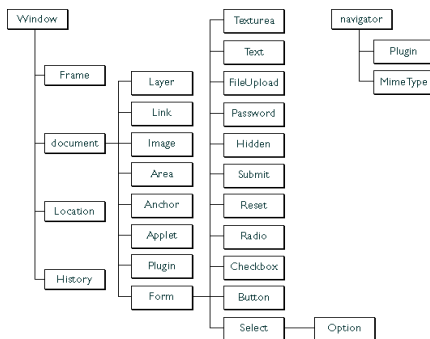 Window
Frame
document
Location
History
Layer
Link
Image
Area
Anchor
Applet
Plugin
Form
Texturea
Text
FileUpload
Password
Hidden
Submit
Reset
Radio
Checkbox
Button
Select
Option
navigator
Plugin
MimeType